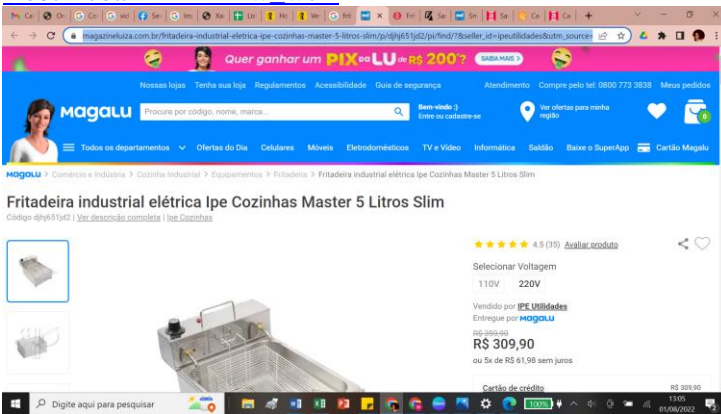 magazineluiza.com.br/fritadeira-industrial-eletrica-ipe-cozinhas-master-5-litros-slim/p/djhj651jd2/pi/find/?&seller_id=ipeutilidades&utm_source=
Quer ganhar um PIX da LU de R$ 200? SAIBA MAIS >
Nossas lojas Tenha sua loja Regulamentos Acessibilidade Guia de segurança Atendimento Compre pelo tel: 0800 773 3838 Meus pedidos
Magalu
Procure por código, nome, marca...
Bem-vindo :)
Entre ou cadastre-se
Ver ofertas para minha região
0
Todos os departamentos Ofertas do Dia Celulares Móveis Eletrodomésticos TV e Vídeo Informática Saldão Baixe o SuperApp Cartão Magalu
Magalu > Comércio e Indústria > Cozinha Industrial > Equipamentos > Fritadeira > Fritadeira industrial elétrica Ipe Cozinhas Master 5 Litros Slim
Fritadeira industrial elétrica Ipe Cozinhas Master 5 Litros Slim
Código djhj651jd2 | Ver descrição completa | Ipe Cozinhas
4.5 (35) Avaliar produto
Selecionar Voltagem
110V 220V
Vendido por IPE Utilidades
Entregue por Magalu
R$ 359,90
R$ 309,90
ou 5x de R$ 61,98 sem juros
Cartão de crédito R$ 309,90
Digite aqui para pesquisar
100%
13:05
01/08/2022